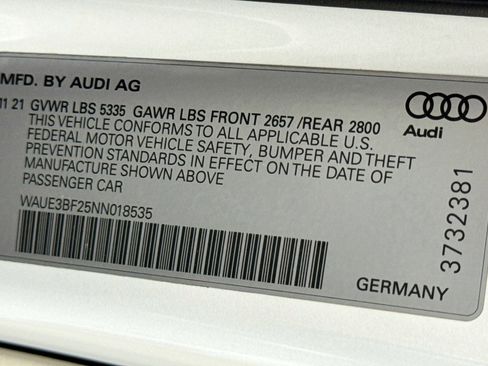 MFD. BY AUDI AG
11 21 GVWR LBS 5335 GAWR LBS FRONT 2657 /REAR 2800
THIS VEHICLE CONFORMS TO ALL APPLICABLE U.S.
FEDERAL MOTOR VEHICLE SAFETY, BUMPER AND THEFT
PREVENTION STANDARDS IN EFFECT ON THE DATE OF
MANUFACTURE SHOWN ABOVE
PASSENGER CAR
WAUE3BF25NN018535
Audi
3732381
GERMANY